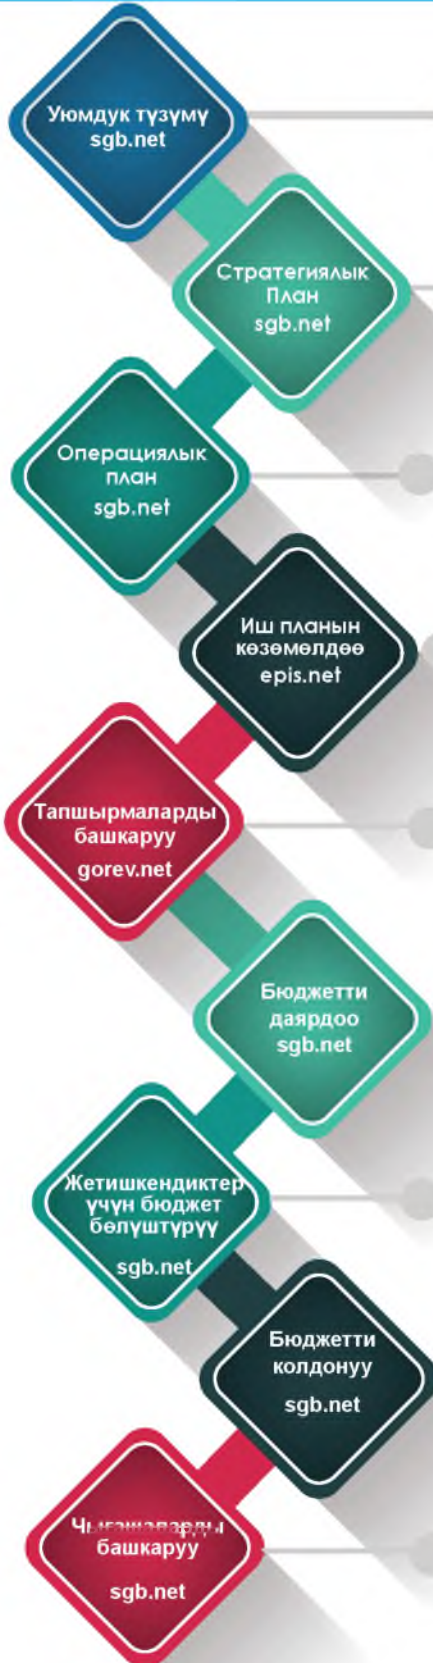 Уюмдук түзүмү
sgb.net
Стратегиялык
План
sgb.net
Операциялык
план
sgb.net
Иш планын
көзөмөлдөө
epis.net
Тапшырмаларды
башкаруу
gorev.net
Бюджетти
даярдоо
sgb.net
Жетишкендиктер
үчүн бюджет
бөлүштүрүү
sgb.net
Бюджетти
колдонуу
sgb.net
башкаруу
sgb.net